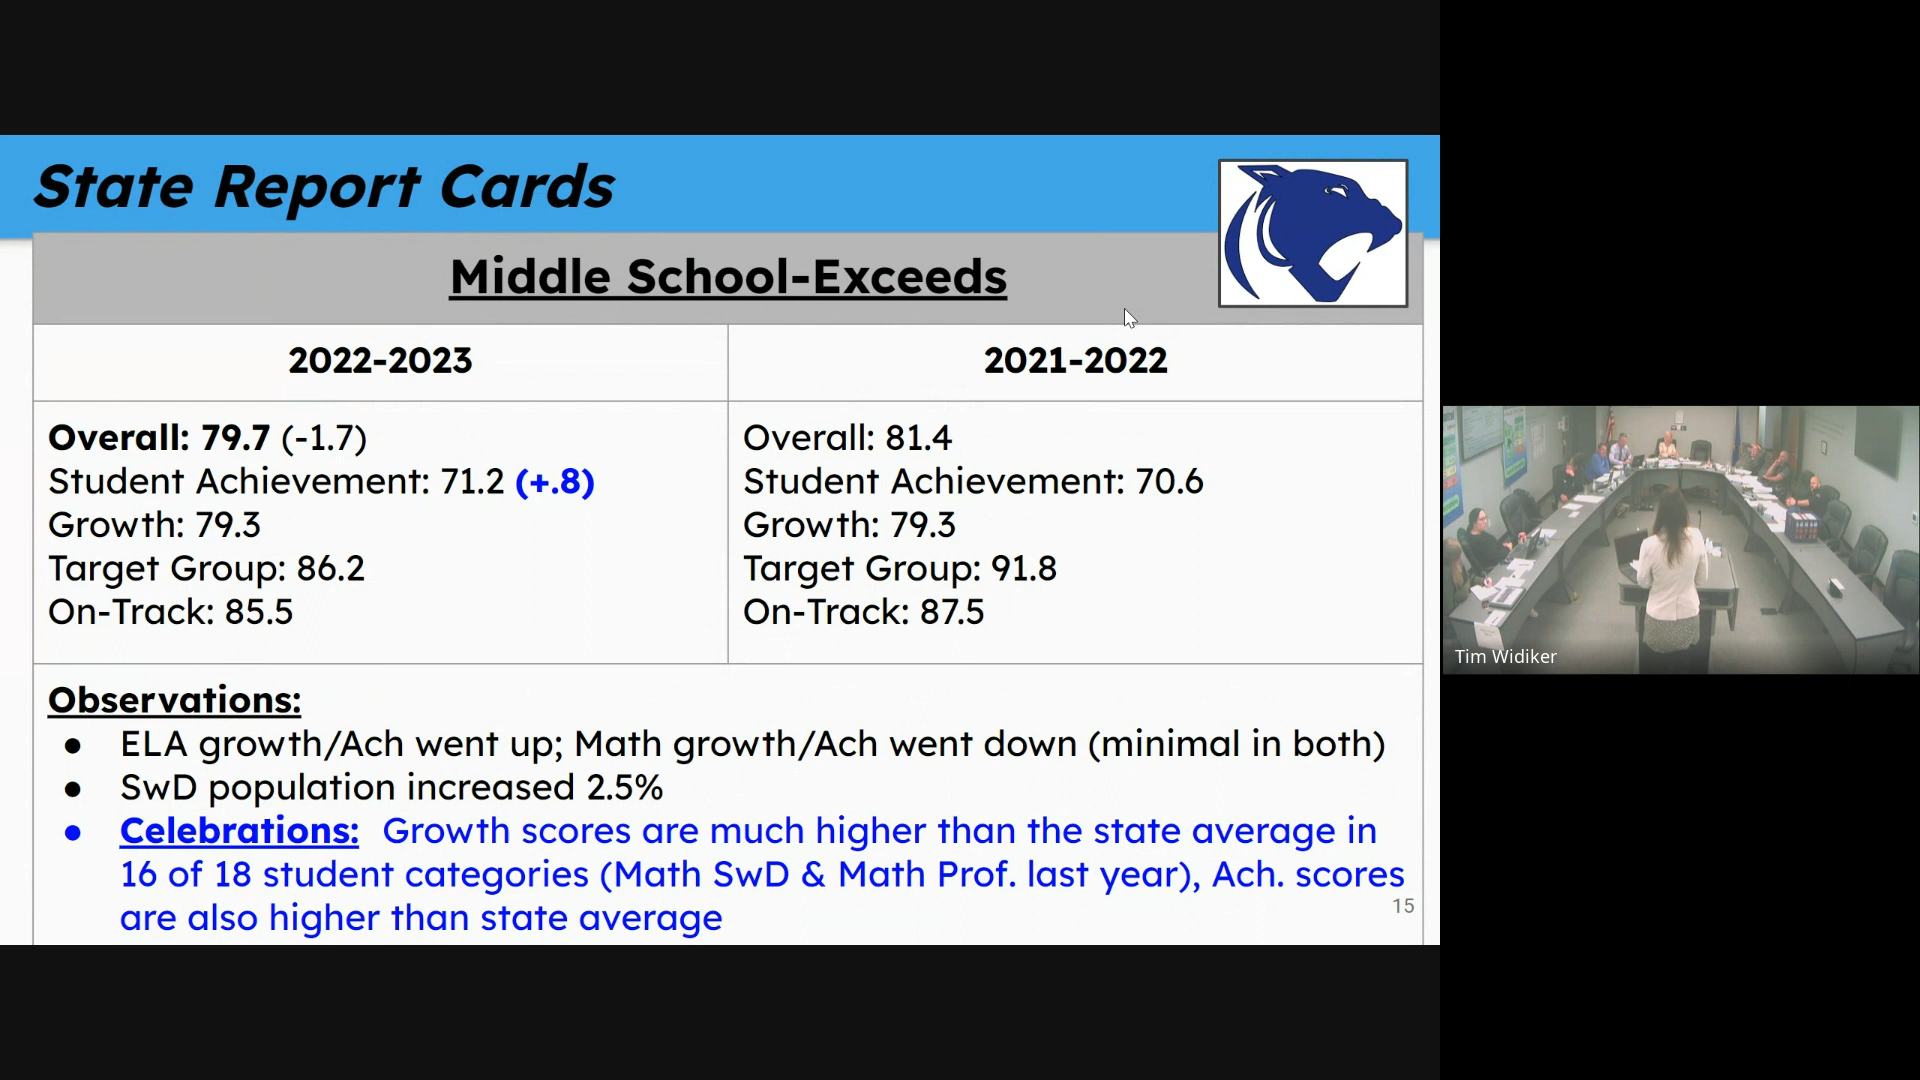 State Report Cards
Middle School-Exceeds
2022-2023
2021-2022
Overall: 79.7 (-1.7)
Student Achievement: 71.2 (+.8)
Growth: 79.3
Target Group: 86.2
On-Track: 85.5
Overall: 81.4
Student Achievement: 70.6
Growth: 79.3
Target Group: 91.8
On-Track: 87.5
Observations:
● ELA growth/Ach went up; Math growth/Ach went down (minimal in both)
● SwD population increased 2.5%
● Celebrations: Growth scores are much higher than the state average in
16 of 18 student categories (Math SwD & Math Prof. last year), Ach. scores
are also higher than state average
15
Tim Widiker